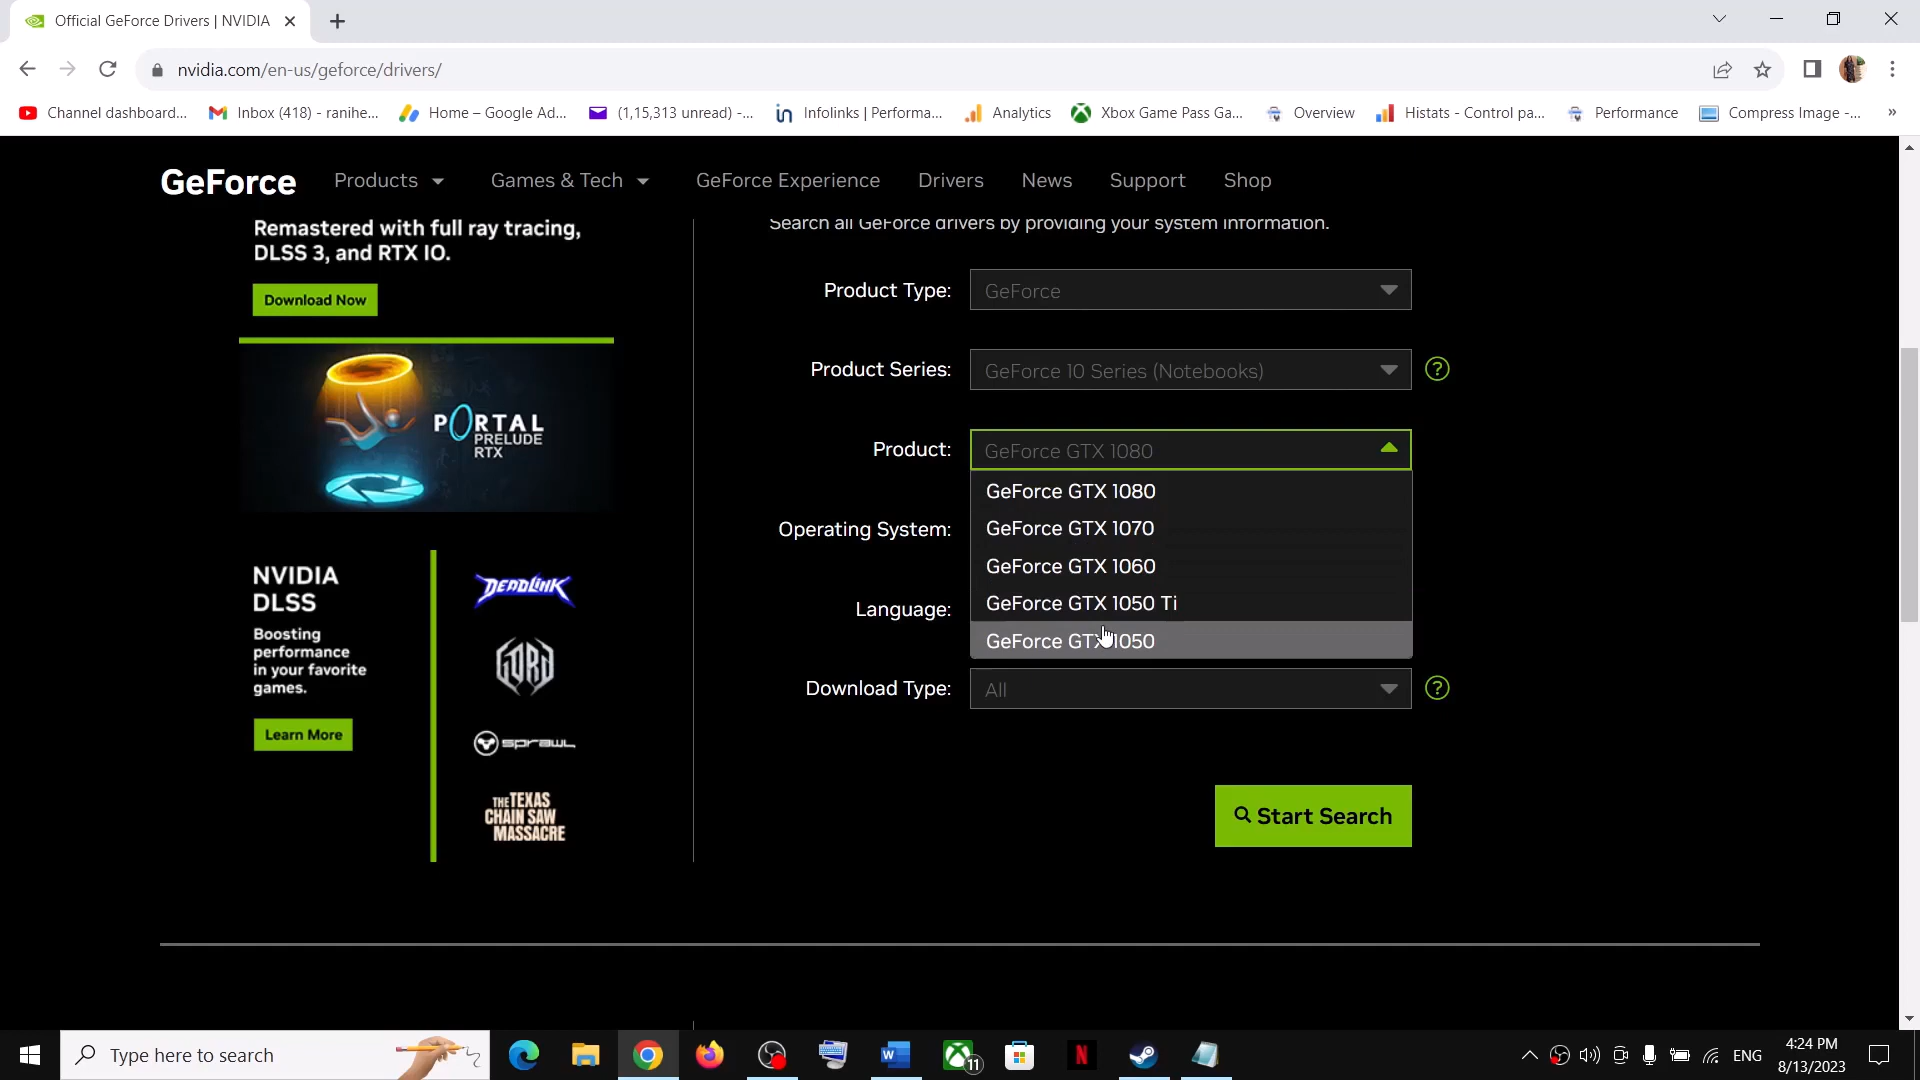 Official GeForce Drivers | NVIDIA
nvidia.com/en-us/geforce/drivers/
Channel dashboard...
Inbox (418) - ranihe...
Home – Google Ad...
(1,15,313 unread) -...
Infolinks | Performa...
Analytics
Xbox Game Pass Ga...
Overview
Histats - Control pa...
Performance
Compress Image -...
»
GeForce
Products
Games & Tech
GeForce Experience
Drivers
News
Support
Shop
Remastered with full ray tracing,
DLSS 3, and RTX IO.
Download Now
PORTAL
PRELUDE
RTX
NVIDIA
DLSS
Boosting
performance
in your favorite
games.
Learn More
DEADLINK
GORD
SPRAWL
THE TEXAS
CHAIN SAW
MASSACRE
Search all GeForce drivers by providing your system information.
Product Type:
GeForce
Product Series:
GeForce 10 Series (Notebooks)
?
Product:
GeForce GTX 1080
GeForce GTX 1080
GeForce GTX 1070
GeForce GTX 1060
GeForce GTX 1050 Ti
GeForce GTX 1050
Operating System:
Language:
Download Type:
All
?
Start Search
Type here to search
11
ENG
4:24 PM
8/13/2023